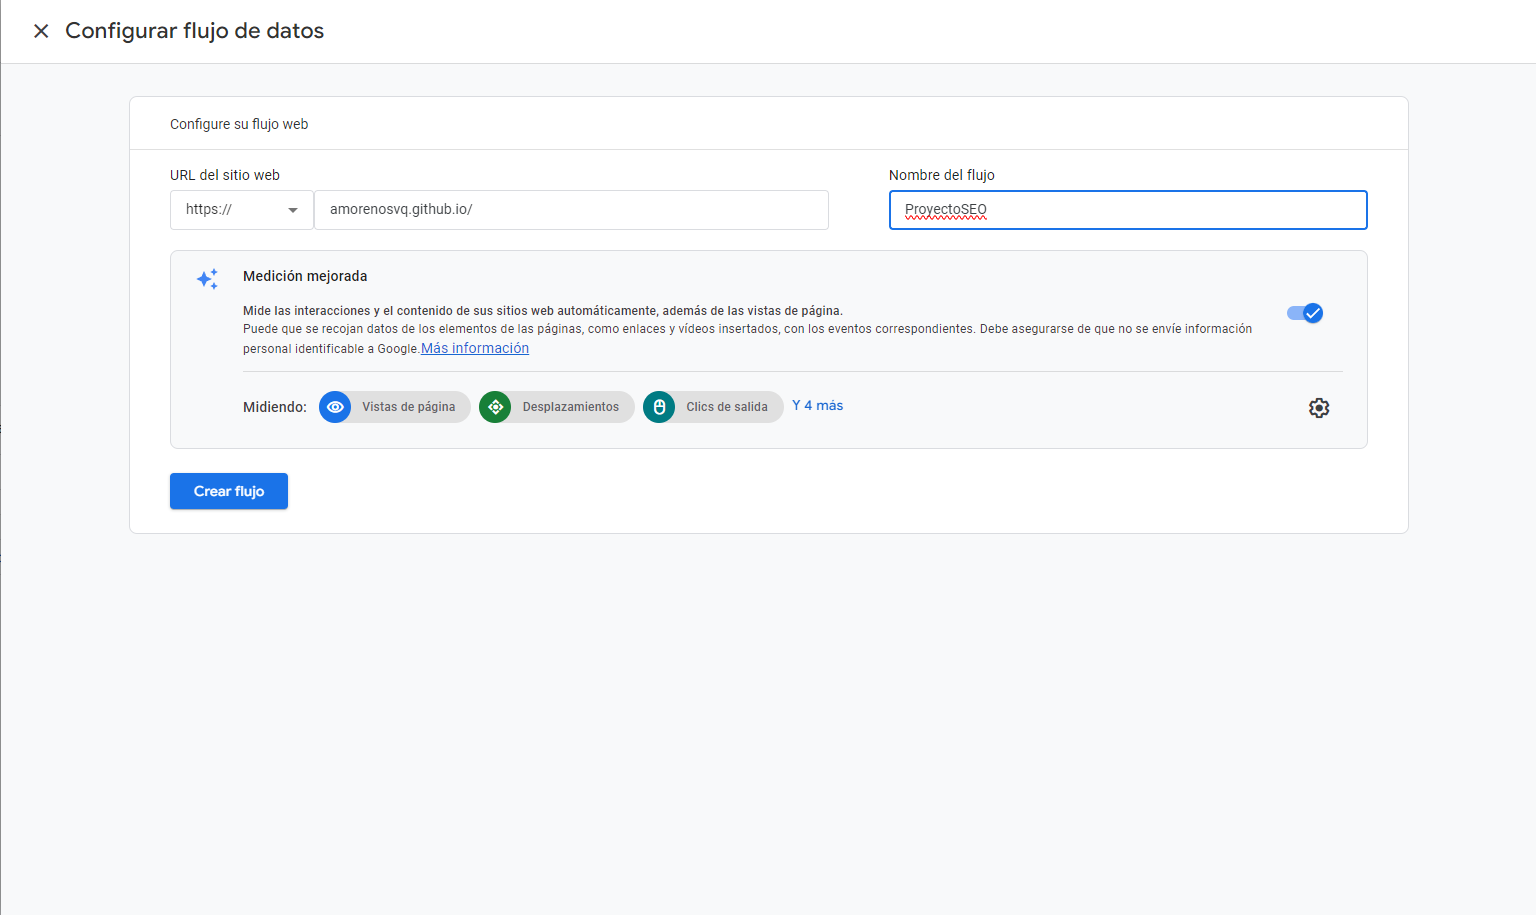 Configurar flujo de datos
Configure su flujo web
URL del sitio web
Nombre del flujo
https://
amorenosvq.github.io/
ProyectoSEO
Medición mejorada
Mide las interacciones y el contenido de sus sitios web automáticamente, además de las vistas de página.
Puede que se recojan datos de los elementos de las páginas, como enlaces y vídeos insertados, con los eventos correspondientes. Debe asegurarse de que no se envíe información
personal identificable a Google.Más información
Midiendo:
Vistas de página
Desplazamientos
Clics de salida
Y 4 más
Crear flujo